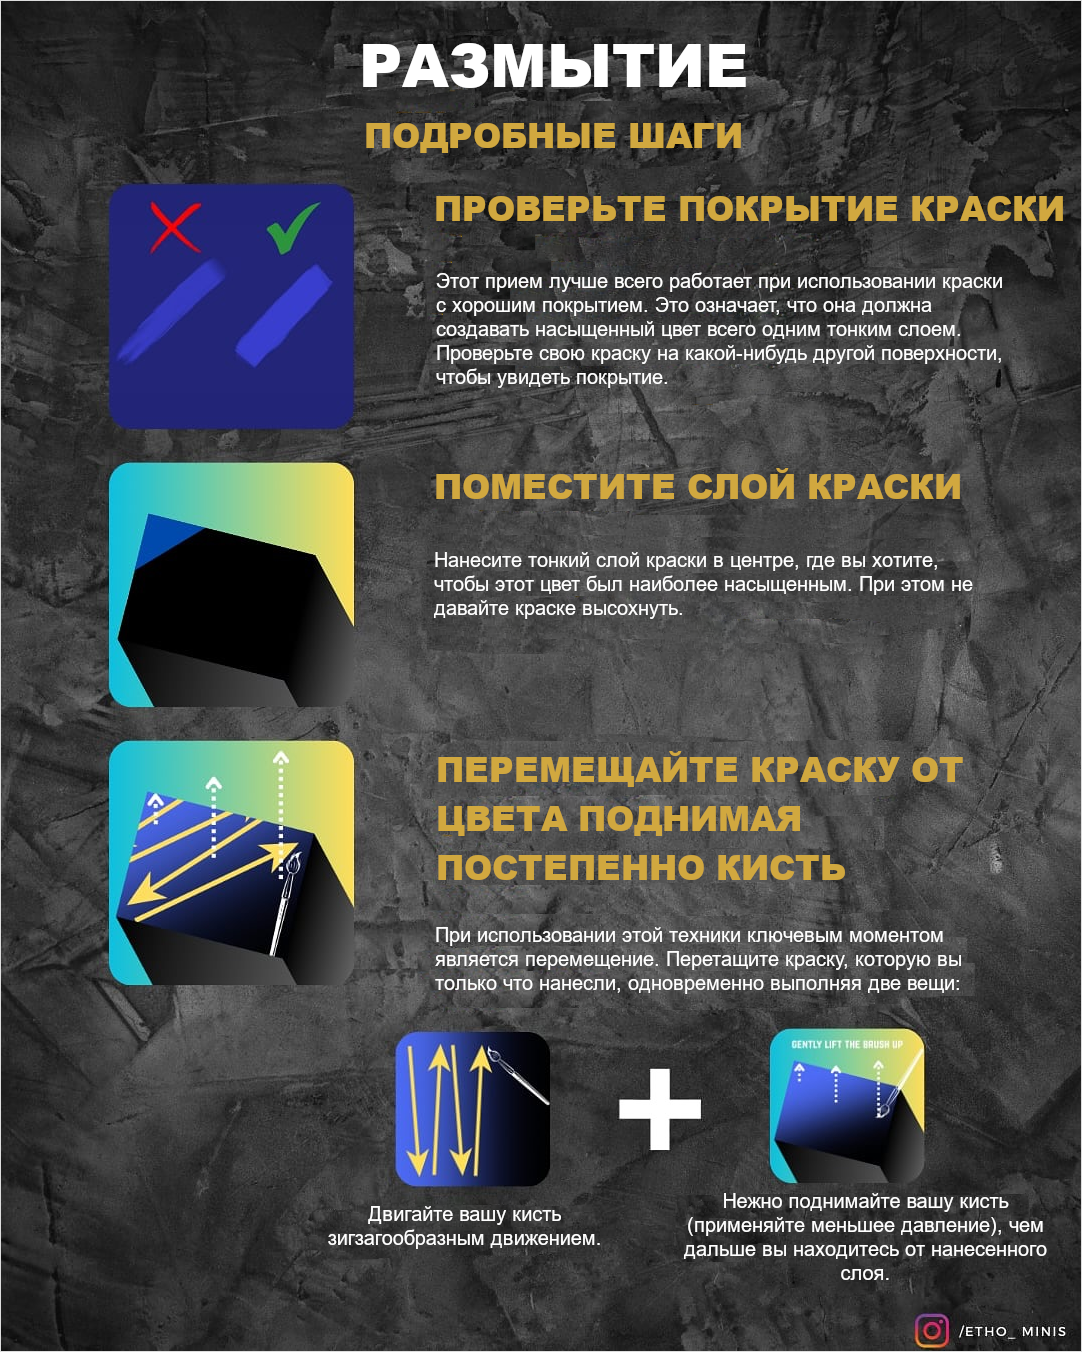 РАЗМЫТИЕ
ПОДРОБНЫЕ ШАГИ
ПРОВЕРЬТЕ ПОКРЫТИЕ КРАСКИ
Этот прием лучше всего работает при использовании краски
с хорошим покрытием. Это означает, что она должна
создавать насыщенный цвет всего одним тонким слоем.
Проверьте свою краску на какой-нибудь другой поверхности,
чтобы увидеть покрытие.
ПОМЕСТИТЕ СЛОЙ КРАСКИ
Нанесите тонкий слой краски в центре, где вы хотите,
чтобы этот цвет был наиболее насыщенным. При этом не
давайте краске высохнуть.
ПЕРЕМЕЩАЙТЕ КРАСКУ ОТ
ЦВЕТА ПОДНИМАЯ
ПОСТЕПЕННО КИСТЬ
При использовании этой техники ключевым моментом
является перемещение. Перетащите краску, которую вы
только что нанесли, одновременно выполняя две вещи:
GENTLY LIFT THE BRUSH UP
Двигайте вашу кисть
зигзагообразным движением.
Нежно поднимайте вашу кисть
(применяйте меньшее давление), чем
дальше вы находитесь от нанесенного
слоя.
/ETHO_ MINIS